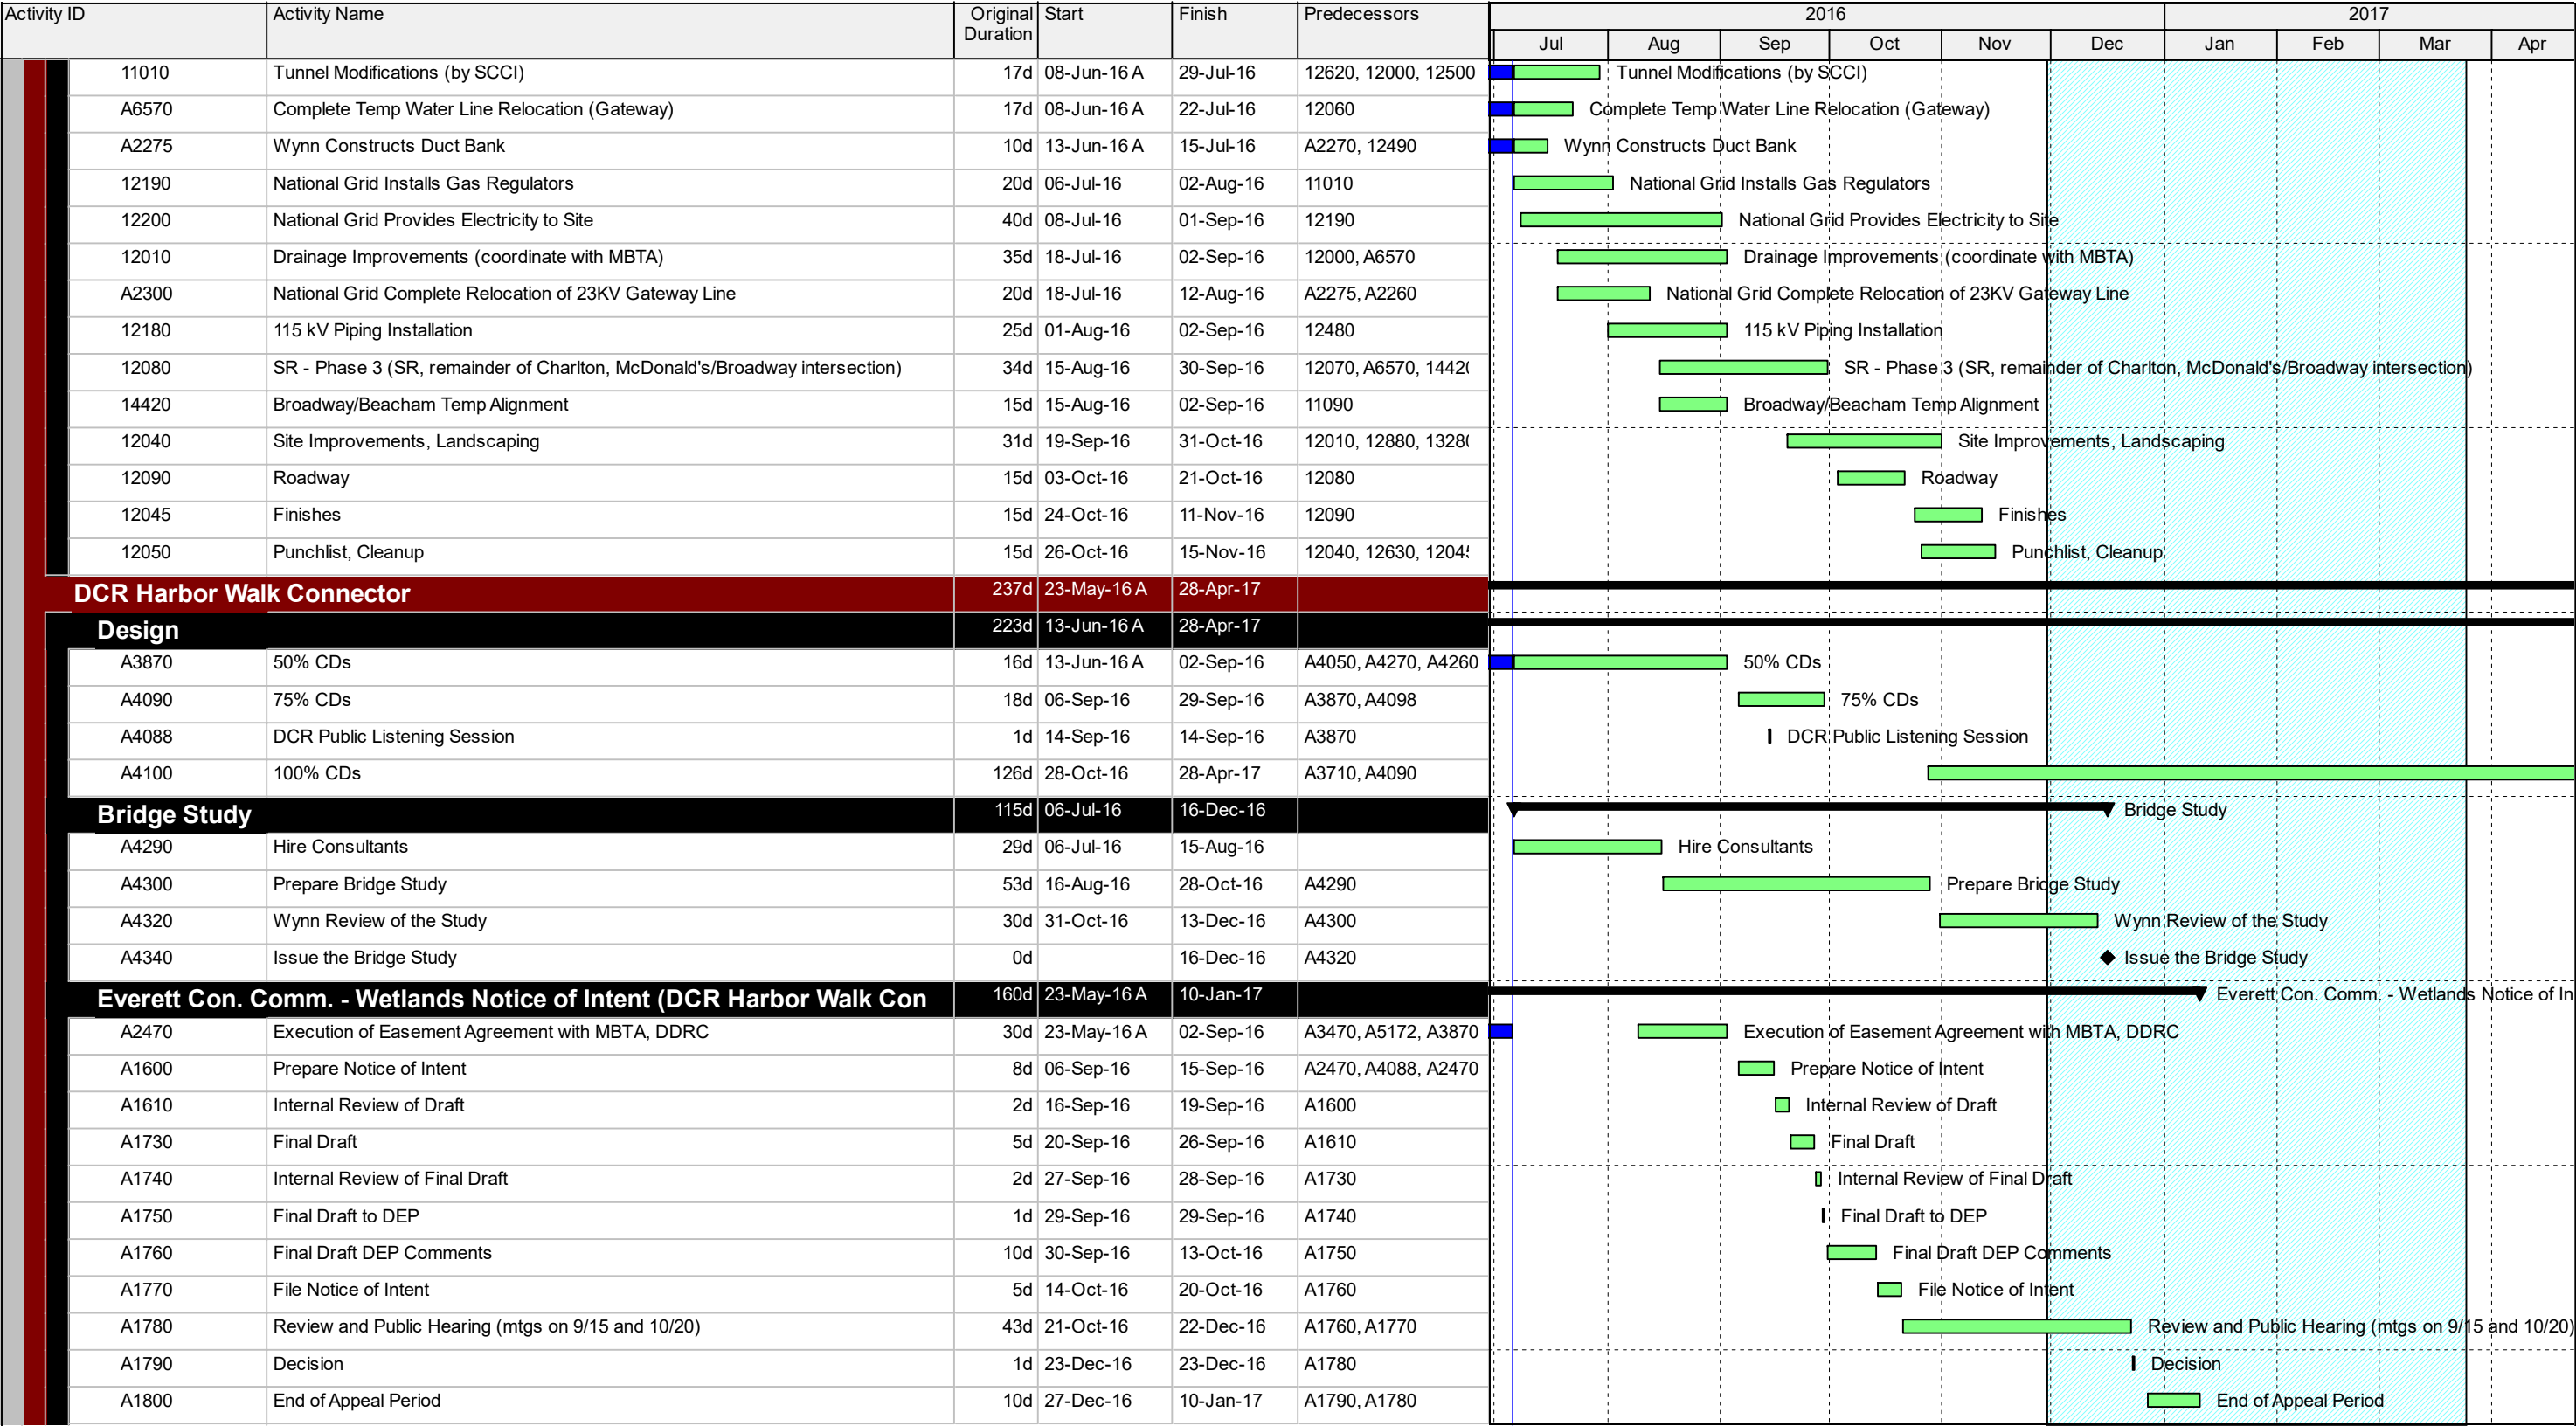 Activity ID Activity Name Original Duration Start Finish Predecessors 2016 2017
Jul Aug Sep Oct Nov Dec Jan Feb Mar Apr
11010 Tunnel Modifications (by SCCI) 17d 08-Jun-16 A 29-Jul-16 12620, 12000, 12500 Tunnel Modifications (by SCCI)
A6570 Complete Temp Water Line Relocation (Gateway) 17d 08-Jun-16 A 22-Jul-16 12060 Complete Temp Water Line Relocation (Gateway)
A2275 Wynn Constructs Duct Bank 10d 13-Jun-16 A 15-Jul-16 A2270, 12490 Wynn Constructs Duct Bank
12190 National Grid Installs Gas Regulators 20d 06-Jul-16 02-Aug-16 11010 National Grid Installs Gas Regulators
12200 National Grid Provides Electricity to Site 40d 08-Jul-16 01-Sep-16 12190 National Grid Provides Electricity to Site
12010 Drainage Improvements (coordinate with MBTA) 35d 18-Jul-16 02-Sep-16 12000, A6570 Drainage Improvements (coordinate with MBTA)
A2300 National Grid Complete Relocation of 23KV Gateway Line 20d 18-Jul-16 12-Aug-16 A2275, A2260 National Grid Complete Relocation of 23KV Gateway Line
12180 115 kV Piping Installation 25d 01-Aug-16 02-Sep-16 12480 115 kV Piping Installation
12080 SR - Phase 3 (SR, remainder of Charlton, McDonald's/Broadway intersection) 34d 15-Aug-16 30-Sep-16 12070, A6570, 14420 SR - Phase 3 (SR, remainder of Charlton, McDonald's/Broadway intersection)
14420 Broadway/Beacham Temp Alignment 15d 15-Aug-16 02-Sep-16 11090 Broadway/Beacham Temp Alignment
12040 Site Improvements, Landscaping 31d 19-Sep-16 31-Oct-16 12010, 12880, 13280 Site Improvements, Landscaping
12090 Roadway 15d 03-Oct-16 21-Oct-16 12080 Roadway
12045 Finishes 15d 24-Oct-16 11-Nov-16 12090 Finishes
12050 Punchlist, Cleanup 15d 26-Oct-16 15-Nov-16 12040, 12630, 12045 Punchlist, Cleanup
DCR Harbor Walk Connector 237d 23-May-16 A 28-Apr-17
Design 223d 13-Jun-16 A 28-Apr-17
A3870 50% CDs 16d 13-Jun-16 A 02-Sep-16 A4050, A4270, A4260 50% CDs
A4090 75% CDs 18d 06-Sep-16 29-Sep-16 A3870, A4098 75% CDs
A4088 DCR Public Listening Session 1d 14-Sep-16 14-Sep-16 A3870 DCR Public Listening Session
A4100 100% CDs 126d 28-Oct-16 28-Apr-17 A3710, A4090
Bridge Study 115d 06-Jul-16 16-Dec-16 Bridge Study
A4290 Hire Consultants 29d 06-Jul-16 15-Aug-16 Hire Consultants
A4300 Prepare Bridge Study 53d 16-Aug-16 28-Oct-16 A4290 Prepare Bridge Study
A4320 Wynn Review of the Study 30d 31-Oct-16 13-Dec-16 A4300 Wynn Review of the Study
A4340 Issue the Bridge Study 0d 16-Dec-16 A4320 Issue the Bridge Study
Everett Con. Comm. - Wetlands Notice of Intent (DCR Harbor Walk Con 160d 23-May-16 A 10-Jan-17 Everett Con. Comm. - Wetlands Notice of In
A2470 Execution of Easement Agreement with MBTA, DDRC 30d 23-May-16 A 02-Sep-16 A3470, A5172, A3870 Execution of Easement Agreement with MBTA, DDRC
A1600 Prepare Notice of Intent 8d 06-Sep-16 15-Sep-16 A2470, A4088, A2470 Prepare Notice of Intent
A1610 Internal Review of Draft 2d 16-Sep-16 19-Sep-16 A1600 Internal Review of Draft
A1730 Final Draft 5d 20-Sep-16 26-Sep-16 A1610 Final Draft
A1740 Internal Review of Final Draft 2d 27-Sep-16 28-Sep-16 A1730 Internal Review of Final Draft
A1750 Final Draft to DEP 1d 29-Sep-16 29-Sep-16 A1740 Final Draft to DEP
A1760 Final Draft DEP Comments 10d 30-Sep-16 13-Oct-16 A1750 Final Draft DEP Comments
A1770 File Notice of Intent 5d 14-Oct-16 20-Oct-16 A1760 File Notice of Intent
A1780 Review and Public Hearing (mtgs on 9/15 and 10/20) 43d 21-Oct-16 22-Dec-16 A1760, A1770 Review and Public Hearing (mtgs on 9/15 and 10/20)
A1790 Decision 1d 23-Dec-16 23-Dec-16 A1780 Decision
A1800 End of Appeal Period 10d 27-Dec-16 10-Jan-17 A1790, A1780 End of Appeal Period